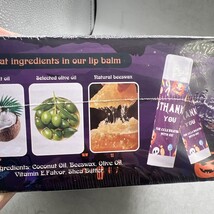 at ingredients in our lip balm
t oil Selected olive oil Natural beeswax
THANK
YOU
gredients: Coconut Oil, Beeswax, Olive Oil
Vitamin E, Falvor, Shea Butter